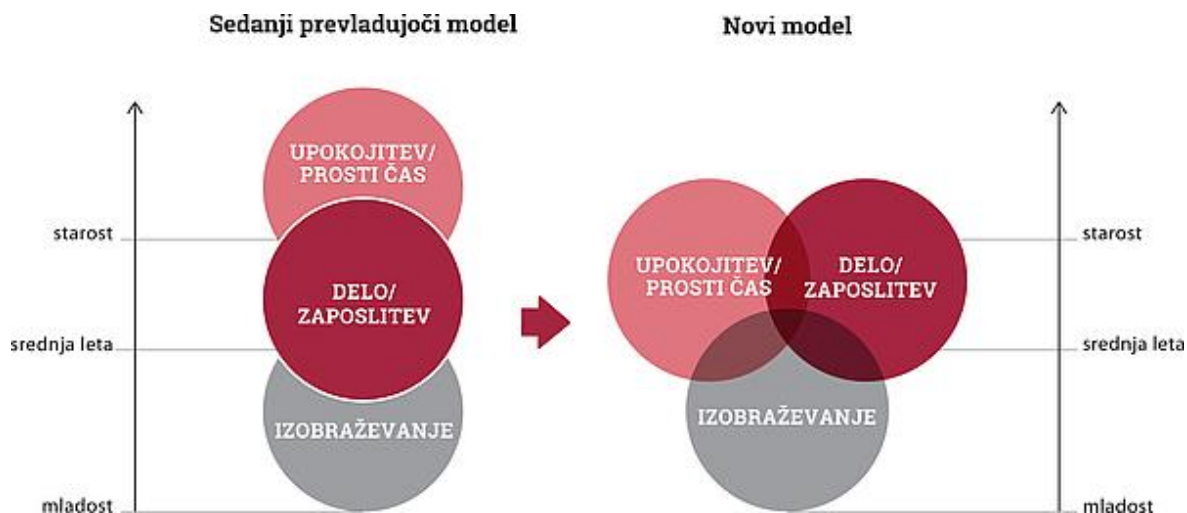 Sedanji prevladujoči model
Novi model
UPOKOJITEV/
PROSTI ČAS
starost
DELO/
ZAPOSLITEV
srednja leta
IZOBRAŽEVANJE
mladost
UPOKOJITEV/
PROSTI ČAS
DELO/
ZAPOSLITEV
IZOBRAŽEVANJE
starost
srednja leta
mladost